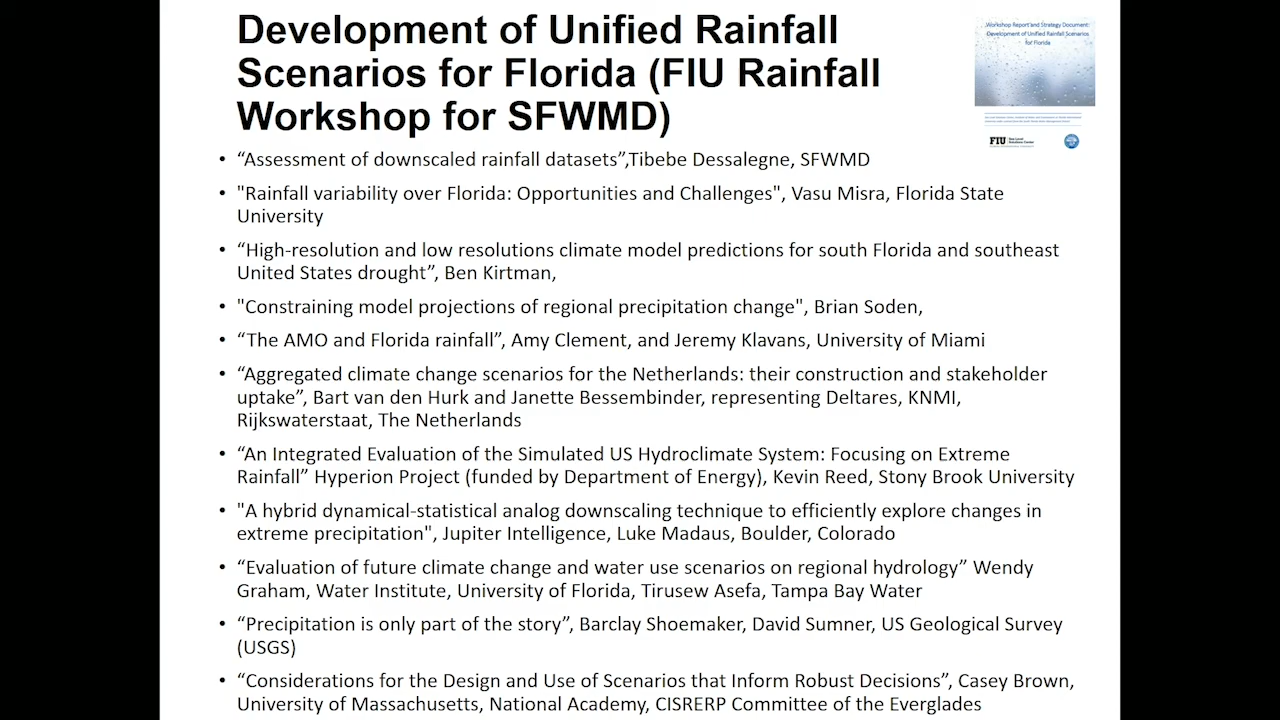 Development of Unified Rainfall
Scenarios for Florida (FIU Rainfall
Workshop for SFWMD)
Workshop Report and Strategy Document:
Development of Unified Rainfall Scenarios
for Florida
FIU Sea Level
Solutions Center
• “Assessment of downscaled rainfall datasets”,Tibebe Dessalegne, SFWMD
• "Rainfall variability over Florida: Opportunities and Challenges", Vasu Misra, Florida State
University
• “High-resolution and low resolutions climate model predictions for south Florida and southeast
United States drought”, Ben Kirtman,
• "Constraining model projections of regional precipitation change", Brian Soden,
• “The AMO and Florida rainfall”, Amy Clement, and Jeremy Klavans, University of Miami
• “Aggregated climate change scenarios for the Netherlands: their construction and stakeholder
uptake”, Bart van den Hurk and Janette Bessembinder, representing Deltares, KNMI,
Rijkswaterstaat, The Netherlands
• “An Integrated Evaluation of the Simulated US Hydroclimate System: Focusing on Extreme
Rainfall” Hyperion Project (funded by Department of Energy), Kevin Reed, Stony Brook University
• "A hybrid dynamical-statistical analog downscaling technique to efficiently explore changes in
extreme precipitation", Jupiter Intelligence, Luke Madaus, Boulder, Colorado
• “Evaluation of future climate change and water use scenarios on regional hydrology” Wendy
Graham, Water Institute, University of Florida, Tirusew Asefa, Tampa Bay Water
• “Precipitation is only part of the story”, Barclay Shoemaker, David Sumner, US Geological Survey
(USGS)
• “Considerations for the Design and Use of Scenarios that Inform Robust Decisions”, Casey Brown,
University of Massachusetts, National Academy, CISRERP Committee of the Everglades